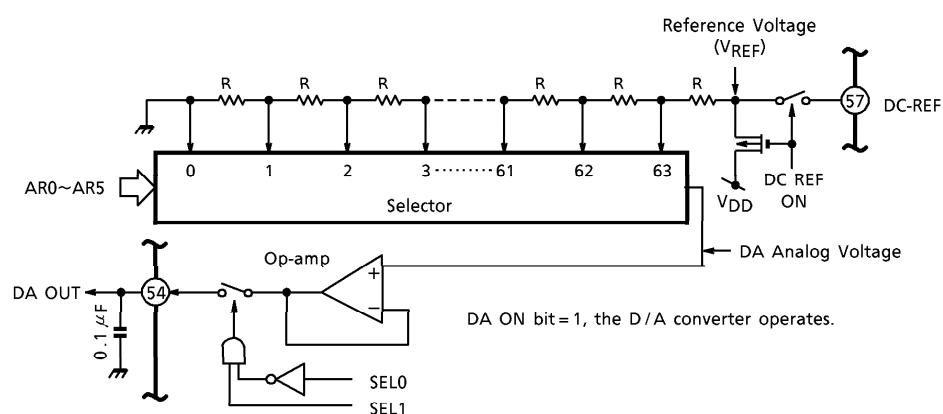 Reference Voltage
(VREF)
R R R R R R
57 DC-REF
0 1 2 3 ········ 61 62 63
AR0~AR5
Selector
VDD
DC REF
ON
DA Analog Voltage
Op-amp
+
−
DA OUT
54
0.1 μF
DA ON bit = 1, the D/A converter operates.
SEL0
SEL1